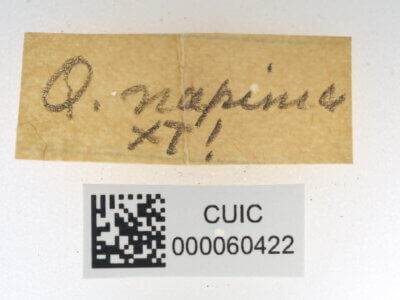 O. napinus
XT!
CUIC
000060422